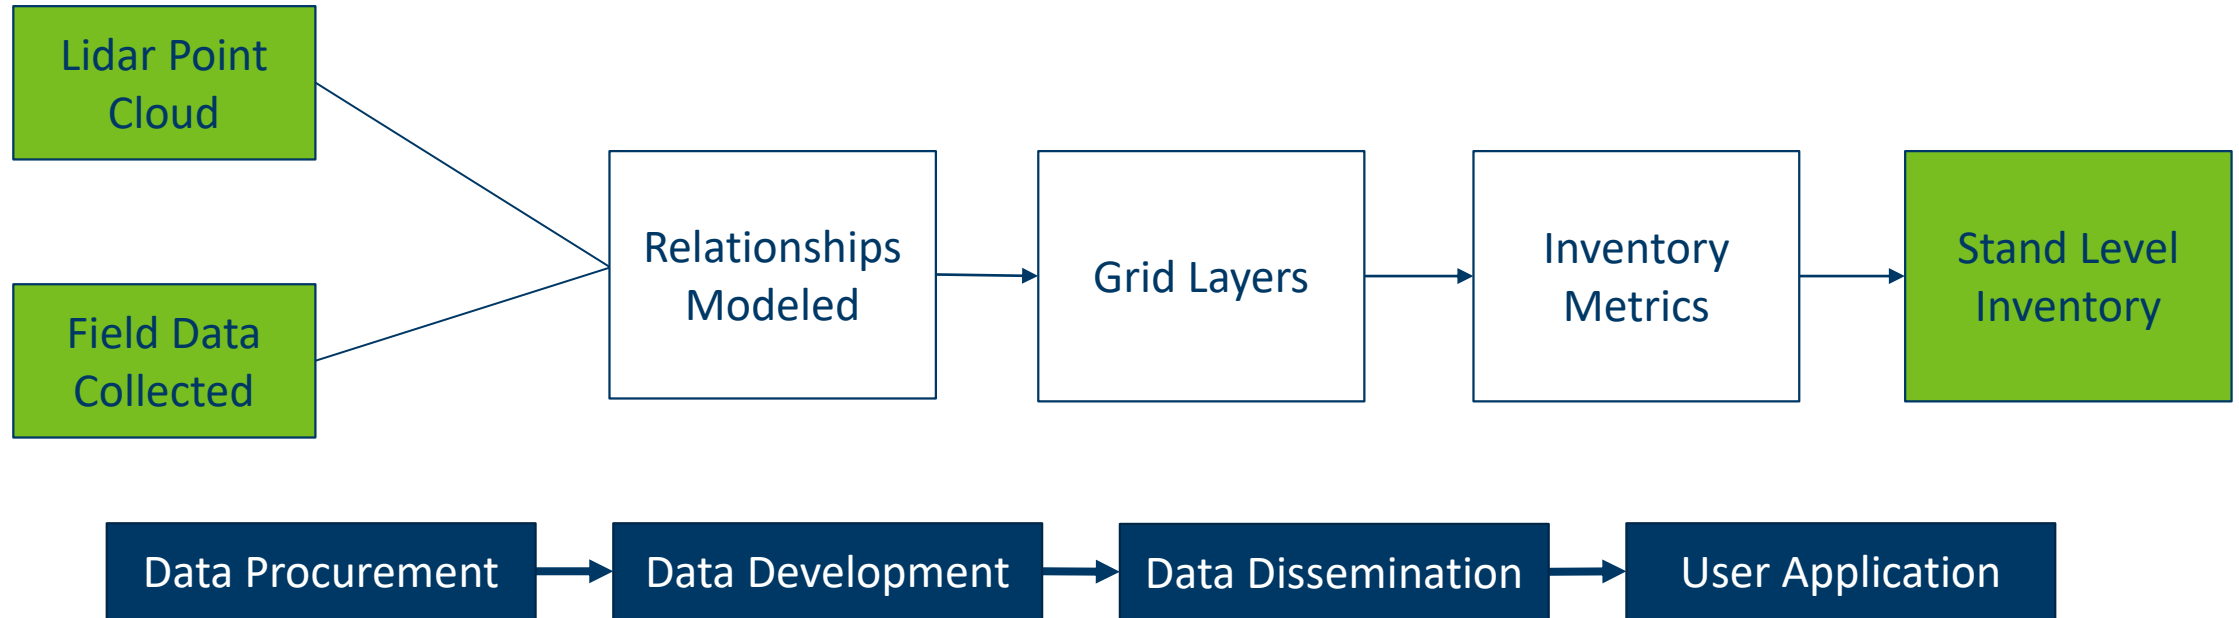 Lidar Point
Cloud
Field Data
Collected
Relationships
Modeled
Grid Layers
Inventory
Metrics
Stand Level
Inventory
Data Procurement
Data Development
Data Dissemination
User Application